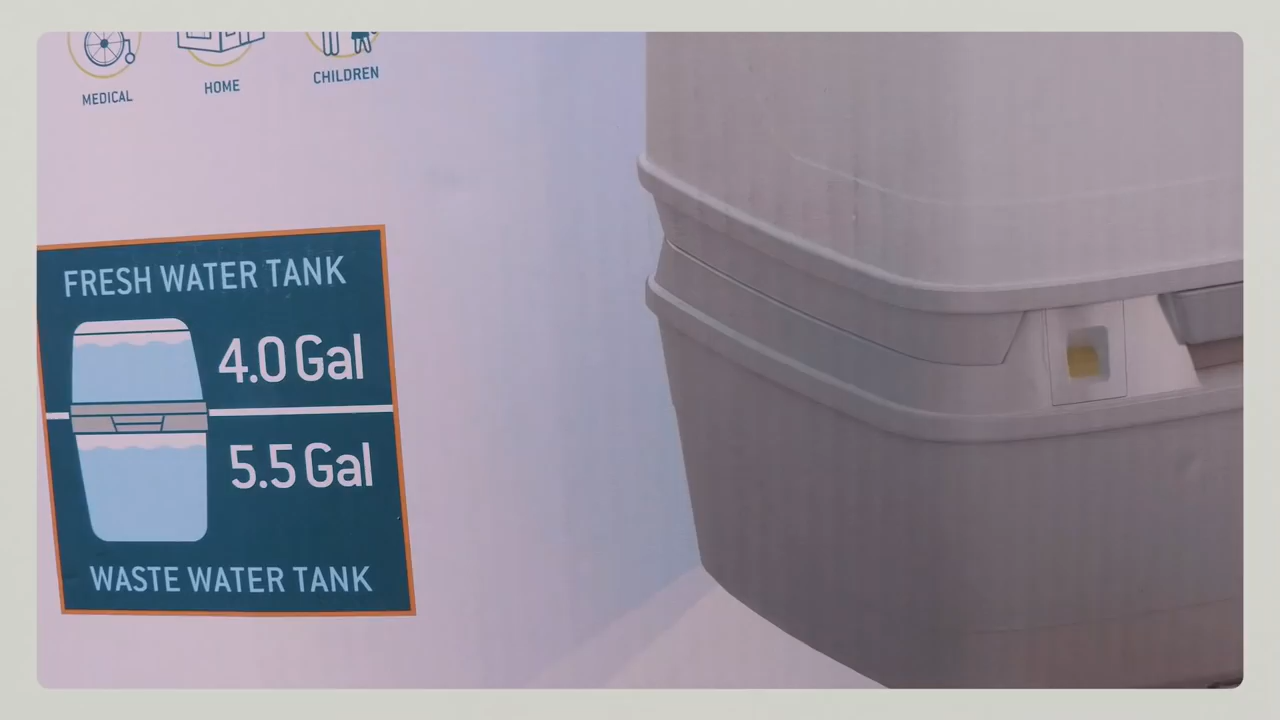 MEDICAL
HOME
CHILDREN
FRESH WATER TANK
4.0 Gal
5.5 Gal
WASTE WATER TANK